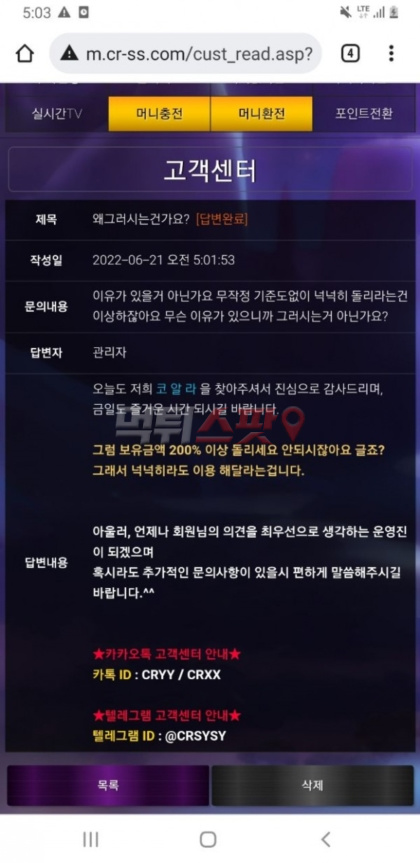 5:03
LTE
m.cr-ss.com/cust_read.asp?
4
실시간TV 머니충전 머니환전 포인트전환
고객센터
제목 왜그러시는건가요? [답변완료]
작성일 2022-06-21 오전 5:01:53
문의내용 이유가 있을거 아닌가요 무작정 기준도없이 넉넉히 돌리라는건
이상하잖아요 무슨 이유가 있으니까 그러시는거 아닌가요?
답변자 관리자
답변내용
오늘도 저희 코 알 라 을 찾아주셔서 진심으로 감사드리며,
금일도 즐거운 시간 되시길 바랍니다.
먹튀스팟
그럼 보유금액 200% 이상 돌리세요 안되시잖아요 글죠?
그래서 넉넉히라도 이용 해달라는겁니다.
아울러, 언제나 회원님의 의견을 최우선으로 생각하는 운영진
이 되겠으며
혹시라도 추가적인 문의사항이 있을시 편하게 말씀해주시길
바랍니다.^^
★카카오톡 고객센터 안내★
카톡 ID : CRYY / CRXX
★텔레그램 고객센터 안내★
텔레그램 ID : @CRSYSY
목록 삭제